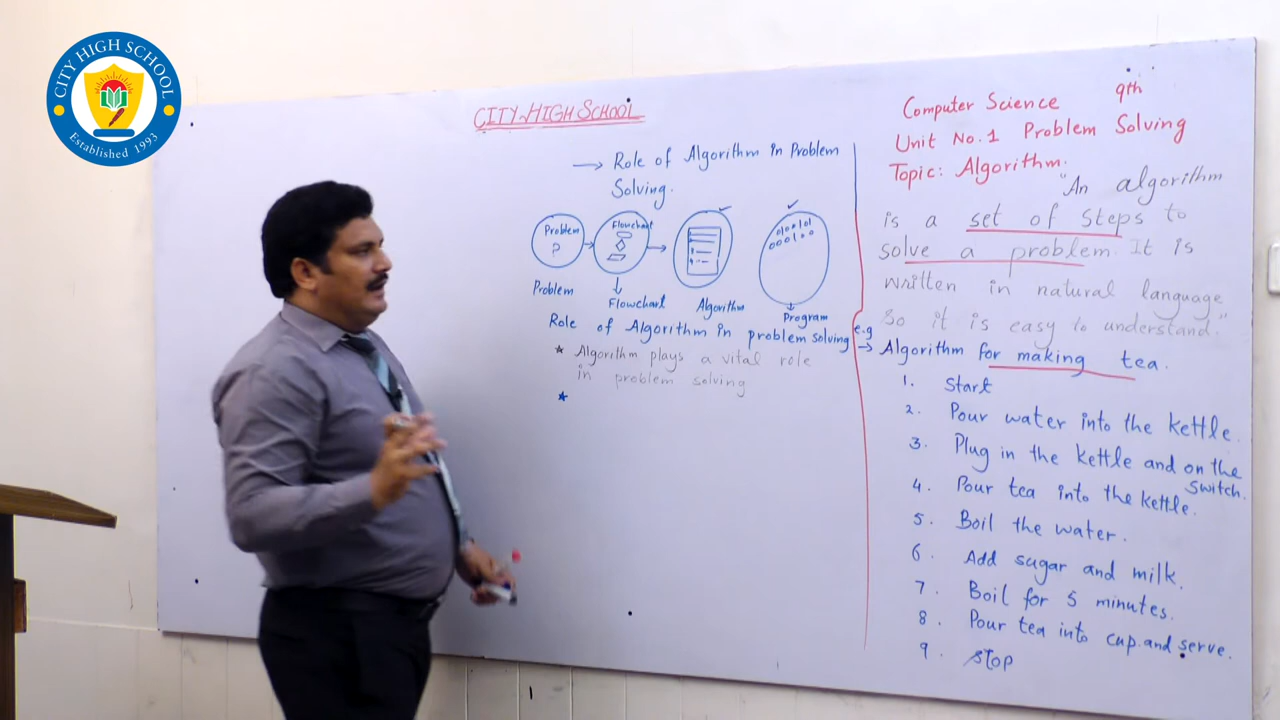 CITY HIGH SCHOOL
Established 1993
CITY HIGH SCHOOL
→ Role of Algorithm in Problem
Solving.
Problem
?
Flowchart
Problem
Flowchart
Algorithm
Program
Role of Algorithm in problem solving
* Algorithm plays a vital role
in problem solving
*
Computer Science 9th
Unit No.1 Problem Solving
Topic: Algorithm.
"An algorithm
is a set of steps to
solve a problem. It is
written in natural language
so it is easy to understand."
e.g
→ Algorithm for making tea.
1. Start
2. Pour water into the kettle.
3. Plug in the kettle and on the
switch.
4. Pour tea into the kettle.
5. Boil the water.
6. Add sugar and milk.
7. Boil for 5 minutes.
8. Pour tea into cup and serve.
9. Stop